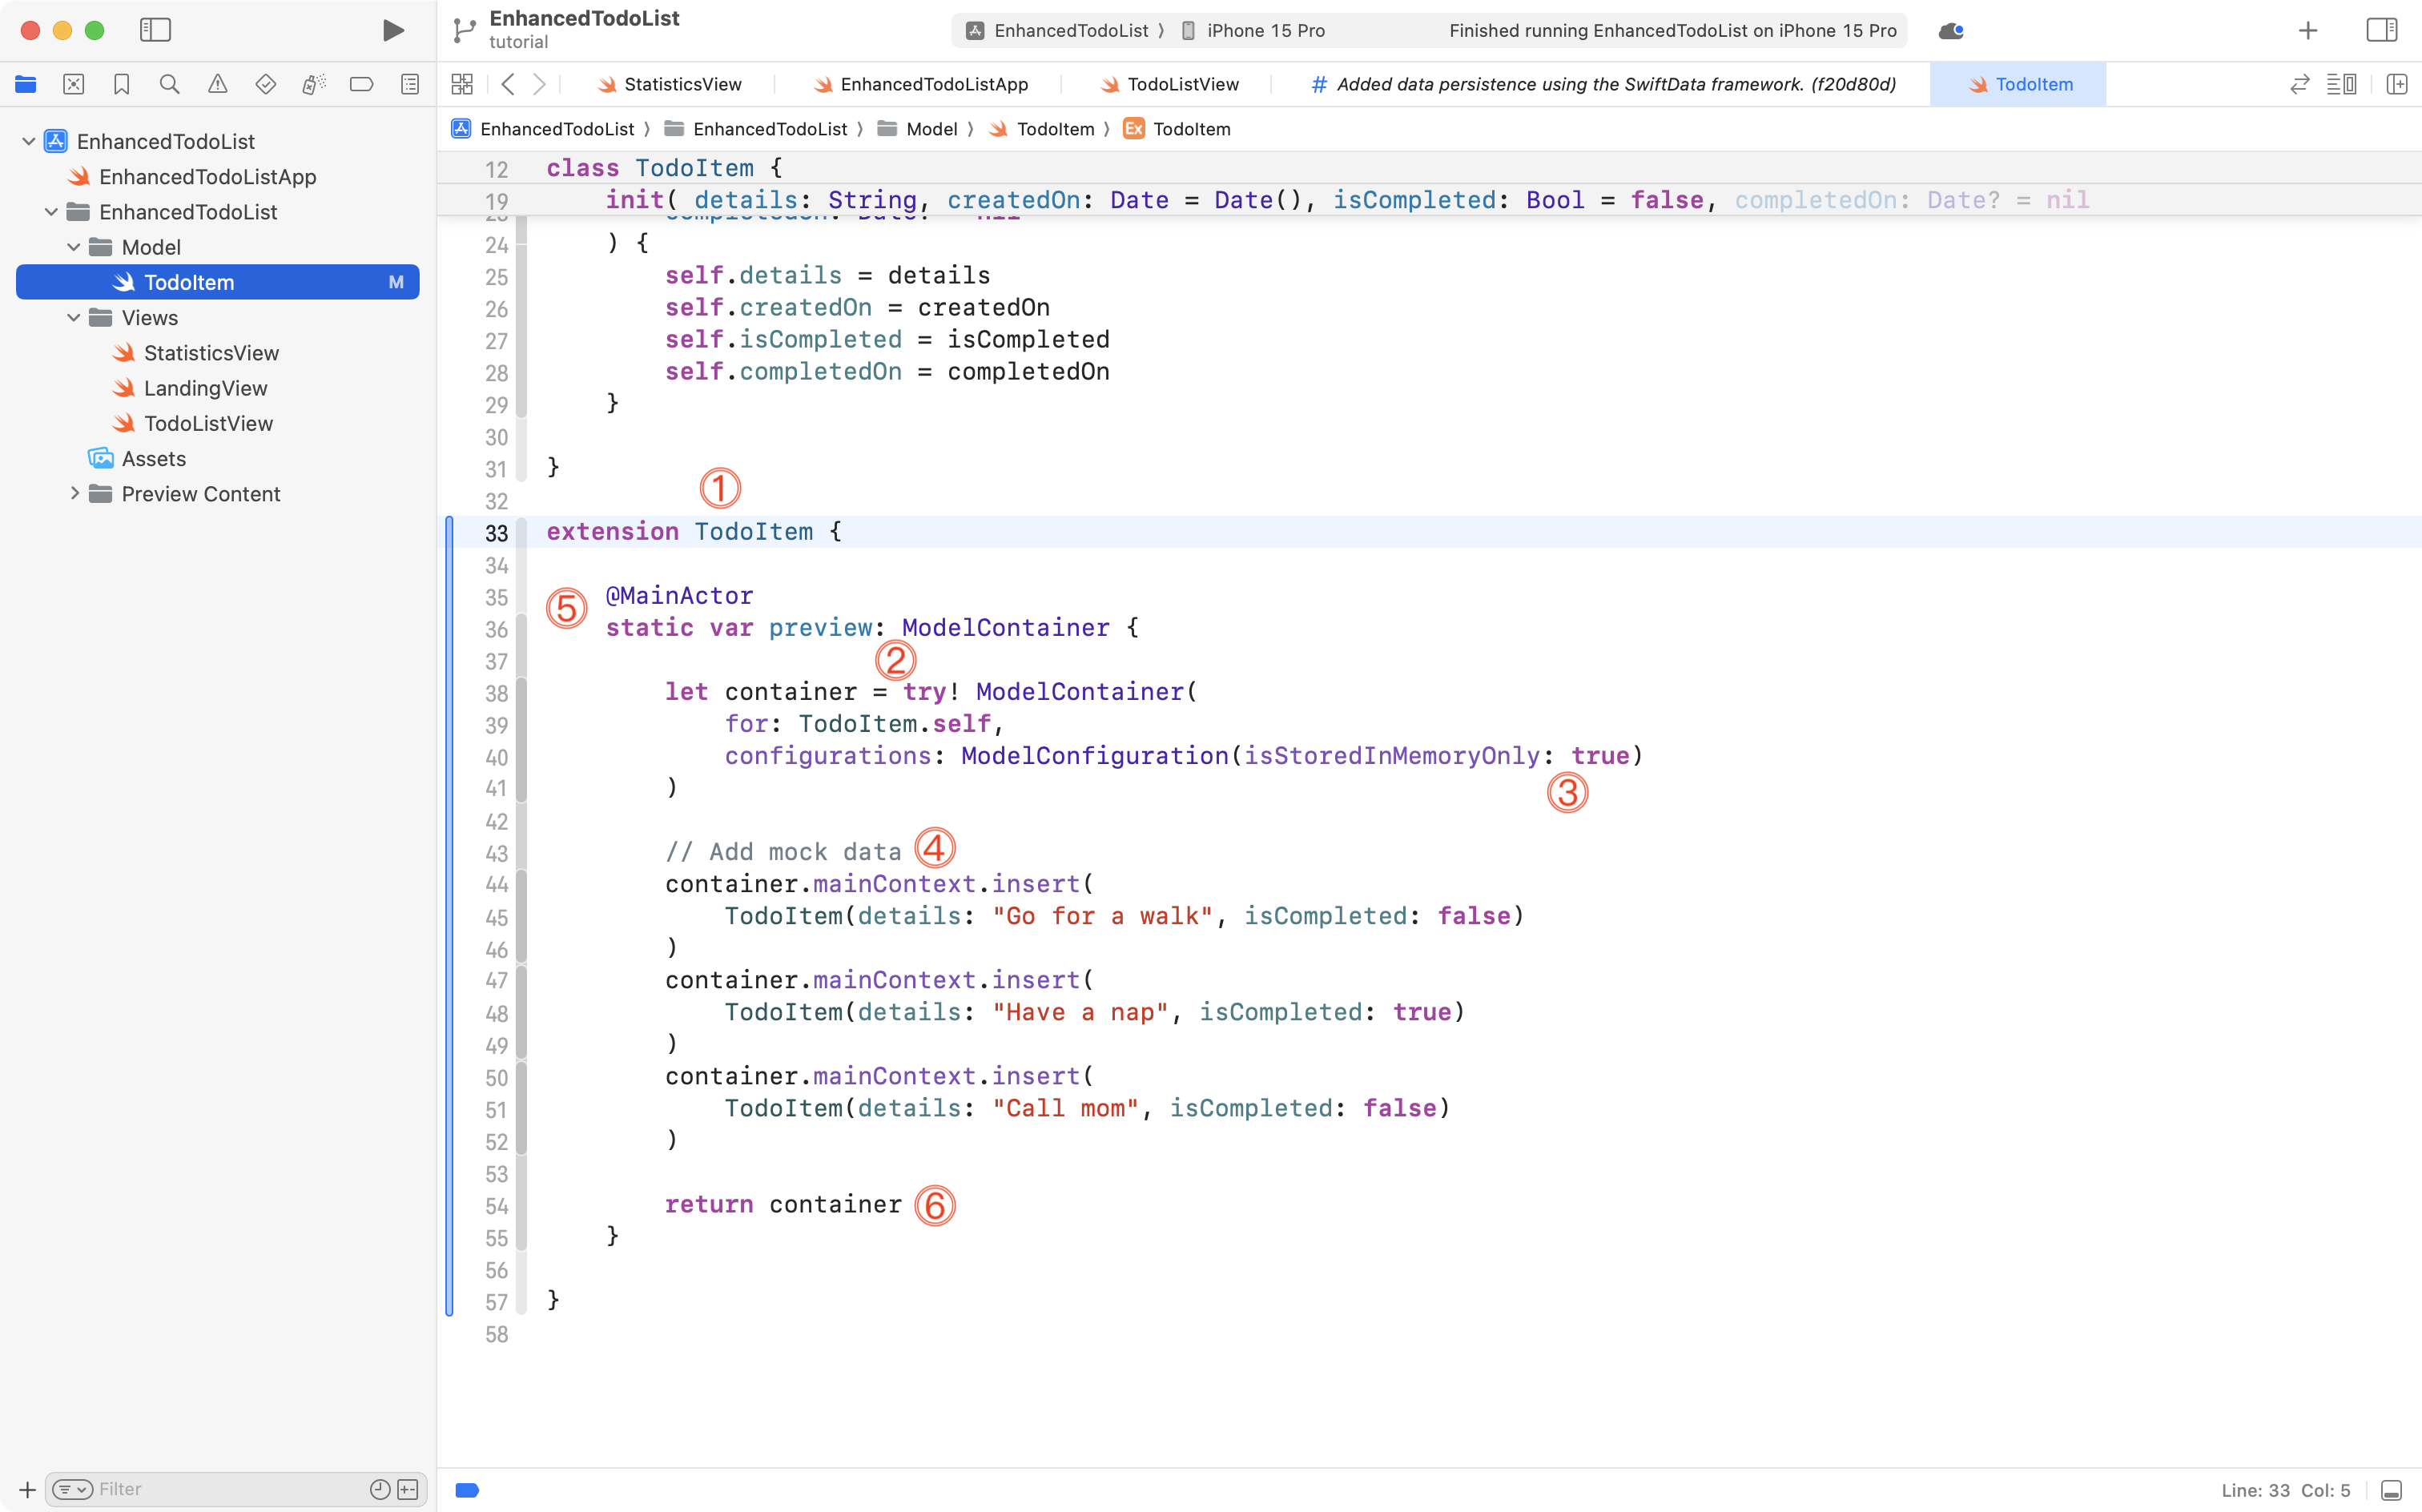 EnhancedTodoList
tutorial
EnhancedTodoList 〉 iPhone 15 Pro
Finished running EnhancedTodoList on iPhone 15 Pro
StatisticsView
EnhancedTodoListApp
TodoListView
# Added data persistence using the SwiftData framework. (f20d80d)
TodoItem
EnhancedTodoList 〉 EnhancedTodoList 〉 Model 〉 TodoItem 〉 Ex TodoItem
EnhancedTodoList
EnhancedTodoListApp
EnhancedTodoList
Model
TodoItem M
Views
StatisticsView
LandingView
TodoListView
Assets
Preview Content
12 class TodoItem {
19 init( details: String, createdOn: Date = Date(), isCompleted: Bool = false, completedOn: Date? = nil
24 ) {
25 self.details = details
26 self.createdOn = createdOn
27 self.isCompleted = isCompleted
28 self.completedOn = completedOn
29 }
30
31 }
①
32
33 extension TodoItem {
34
35 @MainActor
⑤
36 static var preview: ModelContainer {
37 ②
38 let container = try! ModelContainer(
39 for: TodoItem.self,
40 configurations: ModelConfiguration(isStoredInMemoryOnly: true)
41 ) ③
42
43 // Add mock data ④
44 container.mainContext.insert(
45 TodoItem(details: "Go for a walk", isCompleted: false)
46 )
47 container.mainContext.insert(
48 TodoItem(details: "Have a nap", isCompleted: true)
49 )
50 container.mainContext.insert(
51 TodoItem(details: "Call mom", isCompleted: false)
52 )
53
54 return container ⑥
55 }
56
57 }
58
Filter
Line: 33 Col: 5